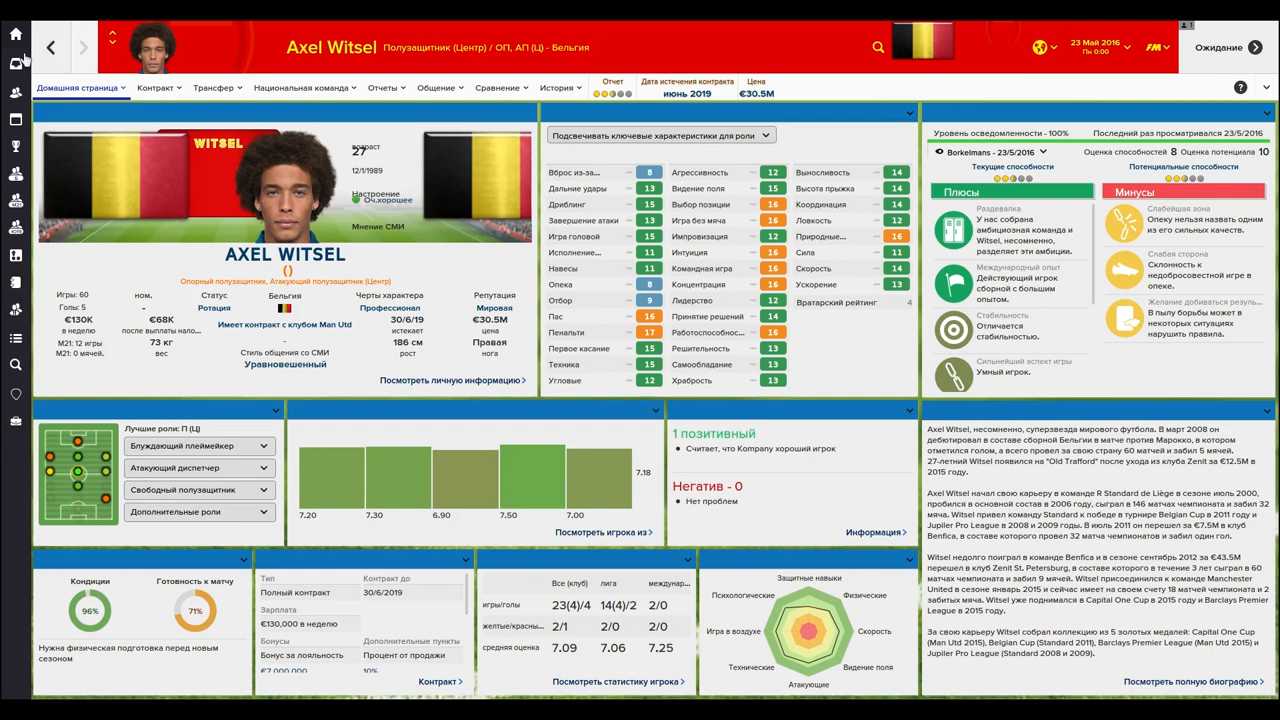 Axel Witsel
Полузащитник (Центр) / ОП, АП (Ц) - Бельгия
23 Май 2016
Пн 0:00
FM
1
Ожидание
Домашняя страница
Контракт
Трансфер
Национальная команда
Отчеты
Общение
Сравнение
История
Отчет
Дата истечения контракта
июнь 2019
Цена
€30.5M
WITSEL
возраст
27
12/1/1989
Настроение
Оч.хорошее
Мнение СМИ
AXEL WITSEL
()
Опорный полузащитник, Атакующий полузащитник (Центр)
Игры: 60
Голы: 5
€130K
в неделю
М21: 12 игры
М21: 0 мячей.
ном.
-
€68K
после выплаты нало...
73 кг
вес
Статус
Ротация
Бельгия
Имеет контракт с клубом Man Utd
-
Стиль общения со СМИ
Уравновешенный
Черты характера
Профессионал
30/6/19
истекает
186 см
рост
Репутация
Мировая
€30.5M
цена
Правая
нога
Посмотреть личную информацию
Подсвечивать ключевые характеристики для роли
Вброс из-за... 8
Дальние удары 13
Дриблинг 15
Завершение атаки 13
Игра головой 15
Исполнение... 11
Навесы 11
Опека 8
Отбор 9
Пас 16
Пенальти 17
Первое касание 15
Техника 15
Угловые 12
Агрессивность 12
Видение поля 15
Выбор позиции 16
Игра без мяча 16
Импровизация 12
Интуиция 16
Командная игра 16
Концентрация 16
Лидерство 12
Принятие решений 14
Работоспособнос... 16
Решительность 13
Самообладание 13
Храбрость 13
Выносливость 14
Высота прыжка 14
Координация 14
Ловкость 12
Природные... 16
Сила 11
Скорость 14
Ускорение 13
Вратарский рейтинг 4
Уровень осведомленности - 100%
Последний раз просматривался 23/5/2016
Borkelmans - 23/5/2016
Оценка способностей 8
Оценка потенциала 10
Текущие способности
Потенциальные способности
Плюсы
Раздевалка
У нас собрана
амбициозная команда и
Witsel, несомненно,
разделяет эти амбиции.
Международный опыт
Действующий игрок
сборной с большим
опытом.
Стабильность
Отличается
стабильностью.
Сильнейший аспект игры
Умный игрок.
Минусы
Слабейшая зона
Опеку нельзя назвать одним
из его сильных качеств.
Слабая сторона
Склонность к
недобросовестной игре в
опеке.
Желание добиваться резуль...
В пылу борьбы может в
некоторых ситуациях
нарушить правила.
Лучшие роли: П (Ц)
Блуждающий плеймейкер
Атакующий диспетчер
Свободный полузащитник
Дополнительные роли
7.18
7.20
7.30
6.90
7.50
7.00
Посмотреть игрока из
1 позитивный
Считает, что Kompany хороший игрок
Негатив - 0
Нет проблем
Информация
Axel Witsel, несомненно, суперзвезда мирового футбола. В март 2008 он
дебютировал в составе сборной Бельгии в матче против Марокко, в котором
отметился голом, а всего провел за свою страну 60 матчей и забил 5 мячей.
27-летний Witsel появился на "Old Trafford" после ухода из клуба Zenit за €12.5M в
2015 году.
Axel Witsel начал свою карьеру в команде R Standard de Liège в сезоне июль 2000,
пробился в основной состав в 2006 году, сыграл в 146 матчах чемпионата и забил 32
мяча. Witsel привел команду Standard к победе в турнире Belgian Cup в 2011 году и
Jupiler Pro League в 2008 и 2009 годы. В июль 2011 он перешел за €7.5M в клуб
Benfica, в составе которого провел 32 матчов чемпионата и забил один гол.
Witsel недолго поиграл в команде Benfica и в сезоне сентябрь 2012 за €43.5M
перешел в клуб Zenit St. Petersburg, в составе которого в течение 3 лет сыграл в 60
матчах чемпионата и забил 9 мячей. Witsel присоединился к команде Manchester
United в сезоне январь 2015 и сейчас имеет на своем счету 18 матчей чемпионата и 2
забитых мяча. Witsel уже поднимался в Capital One Cup в 2015 году и Barclays Premier
League в 2015 году.
За свою карьеру Witsel собрал коллекцию из 5 золотых медалей: Capital One Cup
(Man Utd 2015), Belgian Cup (Standard 2011), Barclays Premier League (Man Utd 2015) и
Jupiler Pro League (Standard 2008 и 2009).
Посмотреть полную биографию
Кондиции
96%
Готовность к матчу
71%
Нужна физическая подготовка перед новым
сезоном
Тип
Полный контракт
Зарплата
€130,000 в неделю
Бонусы
Бонус за лояльность
€7,000,000
Контракт до
30/6/2019
Дополнительные пункты
Процент от продажи
10%
Контракт
Все (клуб)
лига
междунар...
игры/голы 23(4)/4 14(4)/2 2/0
желтые/красны... 2/1 2/0 2/0
средняя оценка 7.09 7.06 7.25
Посмотреть статистику игрока
Защитные навыки
Психологические
Физические
Игра в воздухе
Скорость
Технические
Видение поля
Атакующие